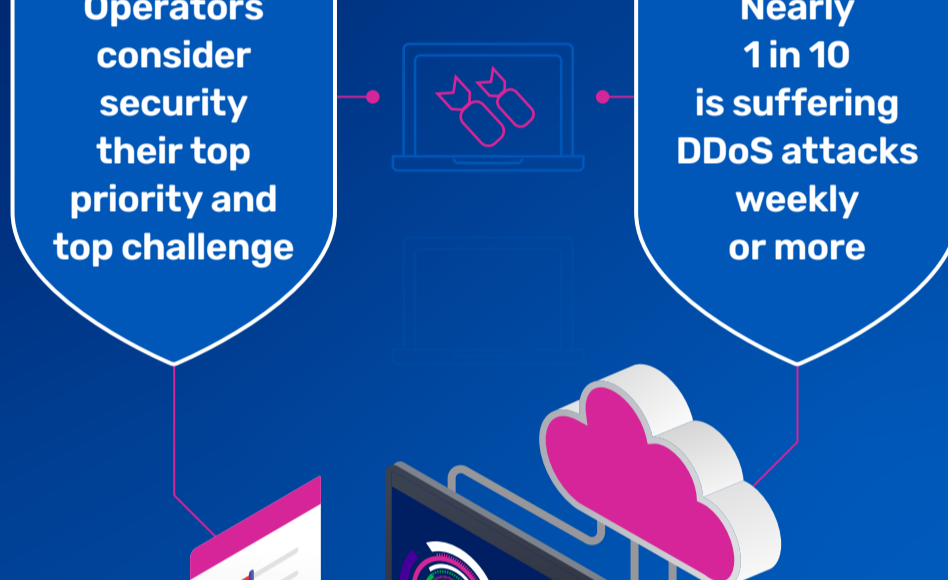 Operators
consider
security
their top
priority and
top challenge
Nearly
1 in 10
is suffering
DDoS attacks
weekly
or more